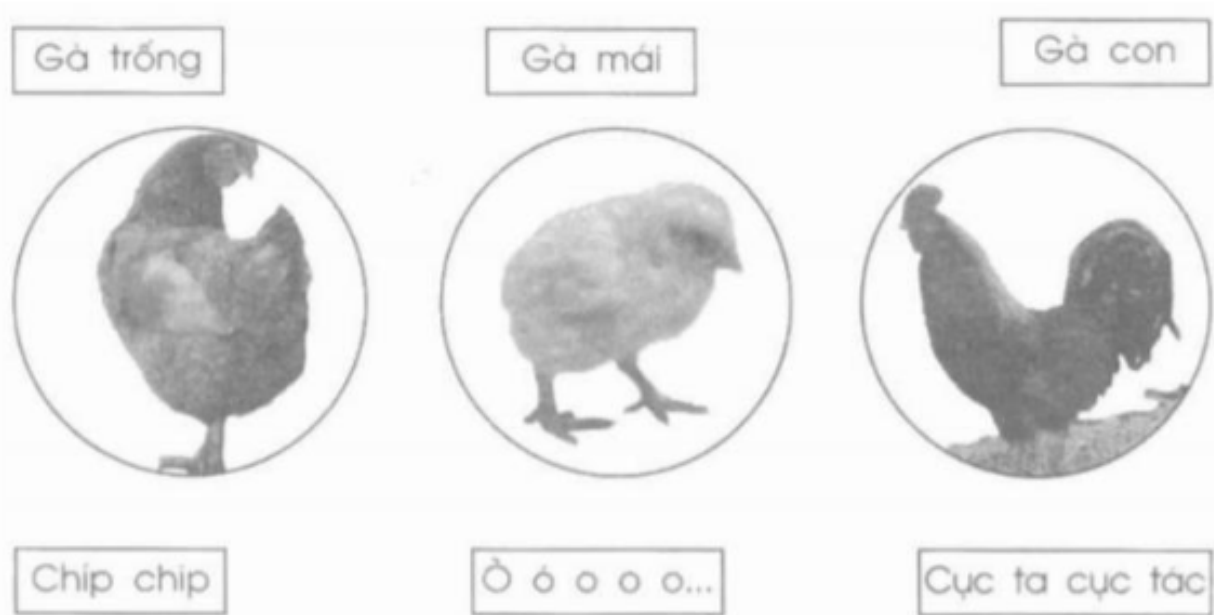 Gà trống
Gà mái
Gà con
Chíp chíp
Ò ó o o o...
Cục ta cục tác